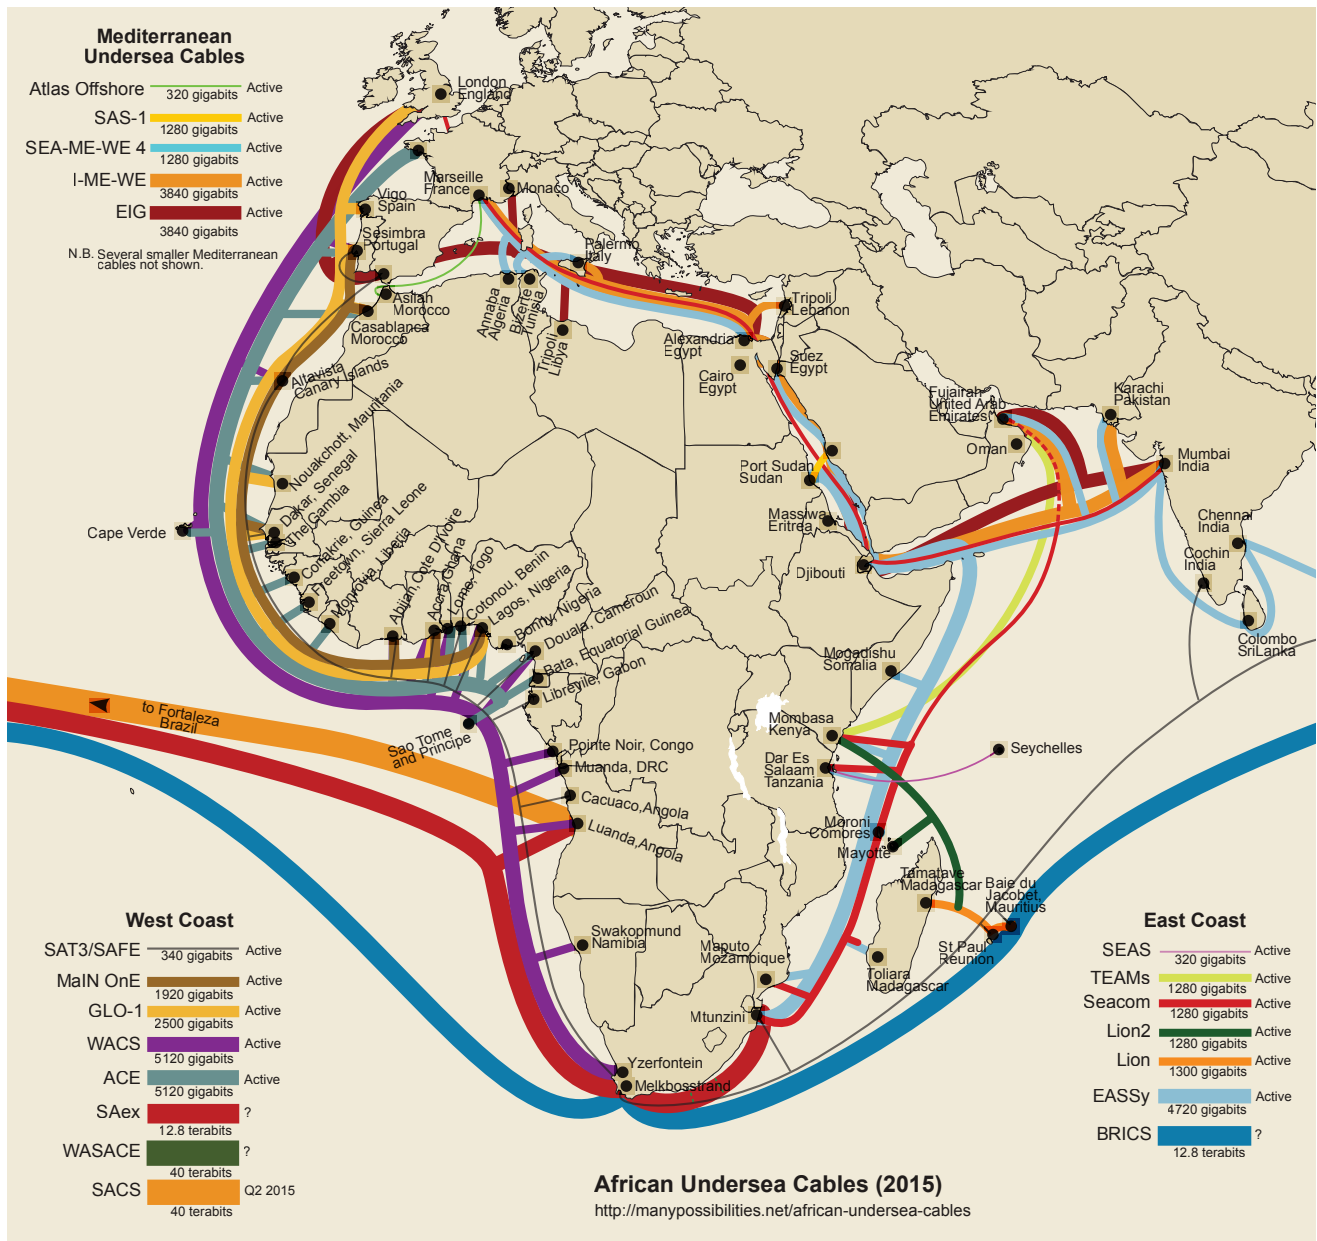 Mediterranean
Undersea Cables
Atlas Offshore
320 gigabits
Active
SAS-1
1280 gigabits
Active
SEA-ME-WE 4
1280 gigabits
Active
I-ME-WE
3840 gigabits
Active
EIG
3840 gigabits
Active
N.B. Several smaller Mediterranean
cables not shown.
London
England
Marseille
France
Monaco
Vigo
Spain
Sesimbra
Portugal
Palermo
Italy
Asilah
Morocco
Casablanca
Morocco
Annaba
Algeria
Bizerte
Tunisia
Tripoli
Libya
Tripoli
Lebanon
Alexandria
Egypt
Cairo
Egypt
Suez
Egypt
Altavista
Canary Islands
Fujairah
United Arab
Emirates
Oman
Karachi
Pakistan
Mumbai
India
Chennai
India
Cochin
India
Colombo
SriLanka
Port Sudan
Sudan
Massiwa
Eritrea
Djibouti
Nouakchott, Mauritania
Dakar, Senegal
The Gambia
Conakrie, Guinea
Freetown, Sierra Leone
Monrovia, Liberia
Abijan, Cote D'Ivoire
Accra, Ghana
Lome, Togo
Cotonou, Benin
Lagos, Nigeria
Bonny, Nigeria
Douala, Cameroun
Bata, Equatorial Guinea
Libreville, Gabon
Cape Verde
to Fortaleza
Brazil
Sao Tome
and Principe
Pointe Noir, Congo
Muanda, DRC
Cacuaco,Angola
Luanda,Angola
Mogadishu
Somalia
Mombasa
Kenya
Dar Es
Salaam
Tanzania
Seychelles
Moroni
Comores
Mayotte
Tamatave
Madagascar
Baie du
Jacobet,
Mauritius
St Paul
Reunion
Toliara
Madagascar
Swakopmund
Namibia
Maputo
Mozambique
Mtunzini
Yzerfontein
Melkbosstrand
West Coast
SAT3/SAFE
340 gigabits
Active
MaIN OnE
1920 gigabits
Active
GLO-1
2500 gigabits
Active
WACS
5120 gigabits
Active
ACE
5120 gigabits
Active
SAex
12.8 terabits
?
WASACE
40 terabits
?
SACS
40 terabits
Q2 2015
East Coast
SEAS
320 gigabits
Active
TEAMs
1280 gigabits
Active
Seacom
1280 gigabits
Active
Lion2
1280 gigabits
Active
Lion
1300 gigabits
Active
EASSy
4720 gigabits
Active
BRICS
12.8 terabits
?
African Undersea Cables (2015)
http://manypossibilities.net/african-undersea-cables